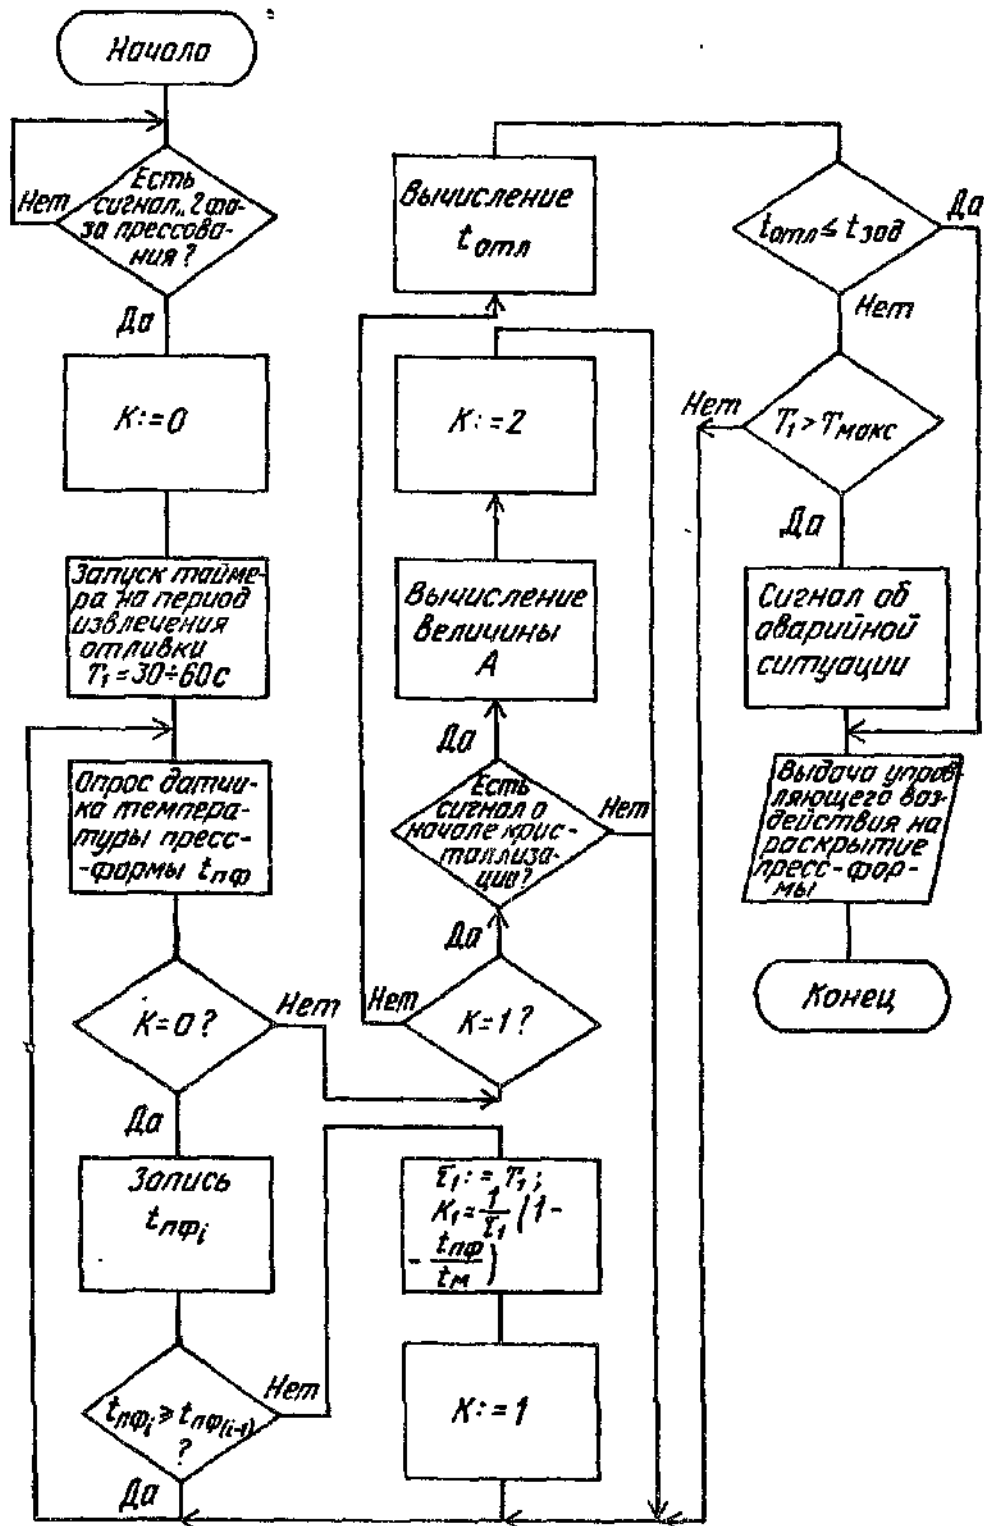 Начало
Есть
сигнал „2 фа-
за прессова-
ния?
Нет
Да
K:=0
Запуск тайме-
ра на период
извлечения
отливки
T₁=30÷60с
Опрос датчи-
ка темпера-
туры пресс-
-формы tпф
K=0?
Нет
Да
Запись
tпфi
tпфi ⩾ tпф(i-1)
?
Нет
Да
Вычисление
tотл
K:=2
Вычисление
величины
A
Да
Есть
сигнал о
начале крис-
таллиза-
ции?
Нет
Да
Нет
K=1?
τ₁:=T₁;
K₁=1/τ₁(1-
-tпф/tм)
K:=1
tотл ≤ tзад
Да
Нет
Нет
T₁>Tмакс
Да
Сигнал об
аварийной
ситуации
Выдача управ-
ляющего воз-
действия на
раскрытие
пресс-фор-
мы
Конец